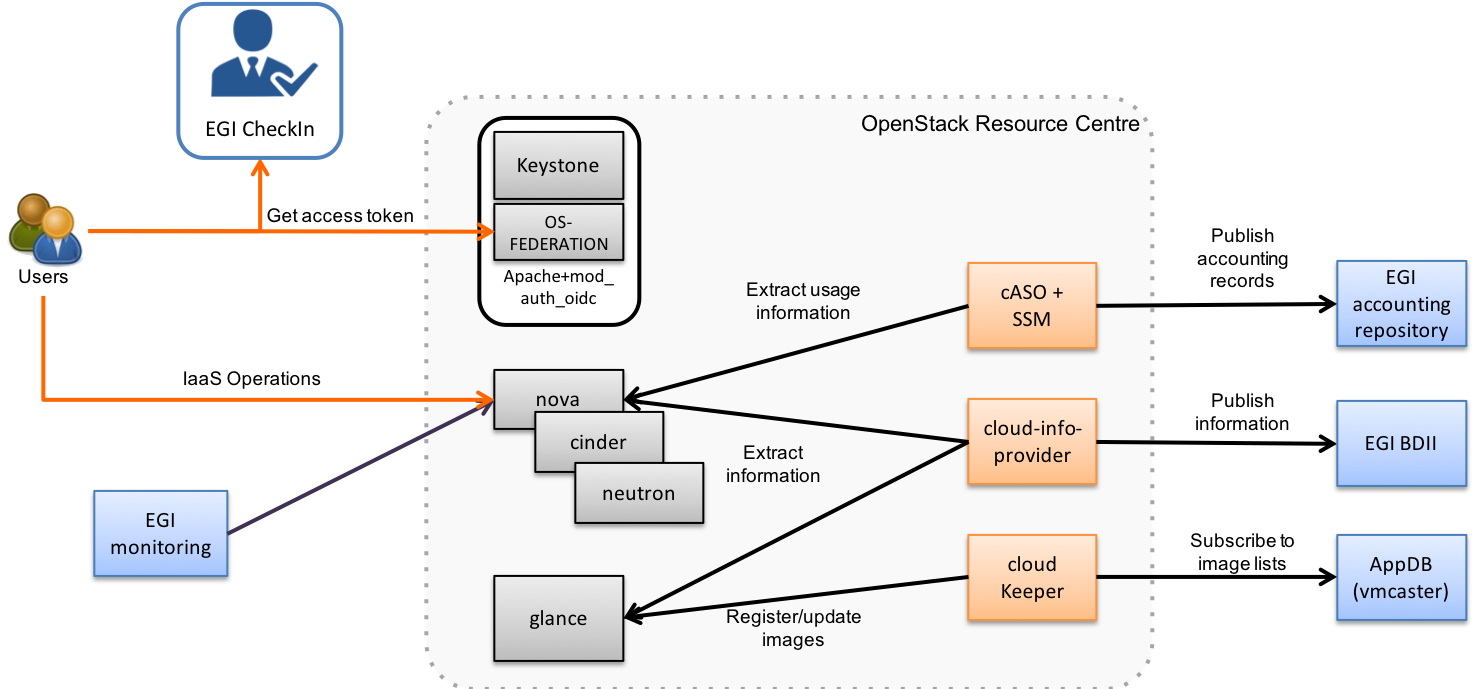 EGI CheckIn
OpenStack Resource Centre
Keystone
Get access token
OS-
FEDERATION
Users
Apache+mod_
auth_oidc
Extract usage
information
cASO +
SSM
Publish
accounting
records
EGI
accounting
repository
IaaS Operations
nova
cinder
neutron
Extract
information
cloud-info-
provider
Publish
information
EGI BDII
EGI
monitoring
glance
Register/update
images
cloud
Keeper
Subscribe to
image lists
AppDB
(vmcaster)